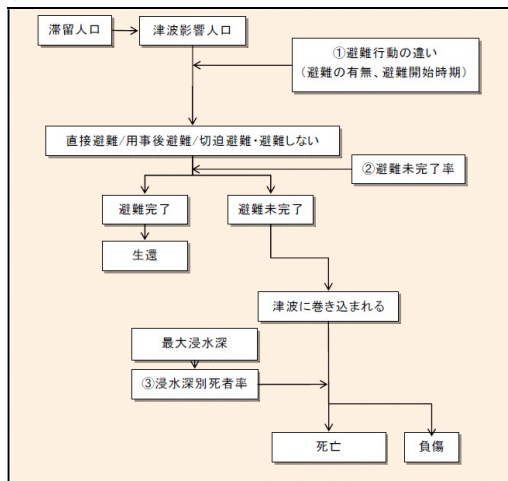 滞留人口
津波影響人口
①避難行動の違い
（避難の有無、避難開始時期）
直接避難/用事後避難/切迫避難・避難しない
②避難未完了率
避難完了
避難未完了
生還
津波に巻き込まれる
最大浸水深
③浸水深別死者率
死亡
負傷